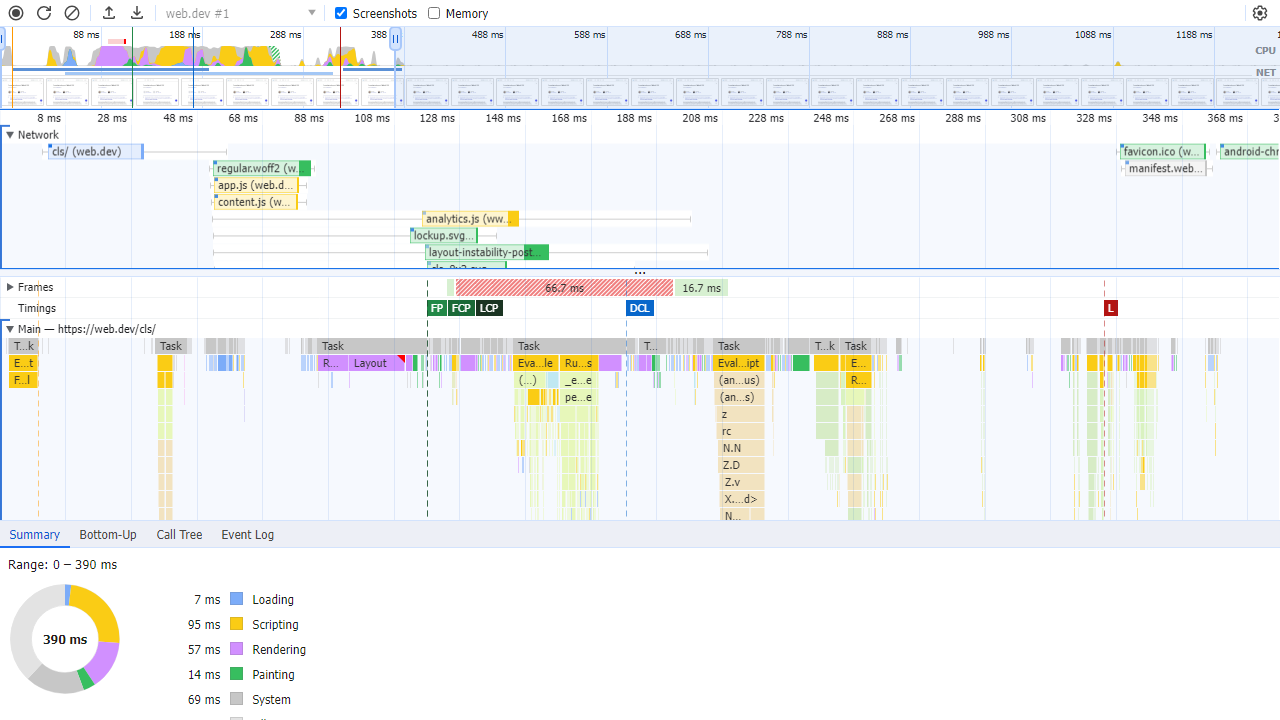 web.dev #1 Screenshots Memory
88 ms 188 ms 288 ms 388 488 ms 588 ms 688 ms 788 ms 888 ms 988 ms 1088 ms 1188 ms
CPU
NET
8 ms 28 ms 48 ms 68 ms 88 ms 108 ms 128 ms 148 ms 168 ms 188 ms 208 ms 228 ms 248 ms 268 ms 288 ms 308 ms 328 ms 348 ms 368 ms
Network
cls/ (web.dev) favicon.ico (w... android-chr
regular.woff2 (w... manifest.web...
app.js (web.d...
content.js (w...
analytics.js (ww...
lockup.svg...
layout-instability-post...
Frames 66.7 ms 16.7 ms
Timings FP FCP LCP DCL L
Main — https://web.dev/cls/
T...k Task Task Task T... Task T...k Task
E...t R... Layout Eva...le Ru...s Eval...ipt E...
F...l (...) _e...e (an...us) R...
pe...e (an...s)
z
rc
N.N
Z.D
Z.v
X....d>
N...
Summary Bottom-Up Call Tree Event Log
Range: 0 – 390 ms
390 ms
7 ms Loading
95 ms Scripting
57 ms Rendering
14 ms Painting
69 ms System